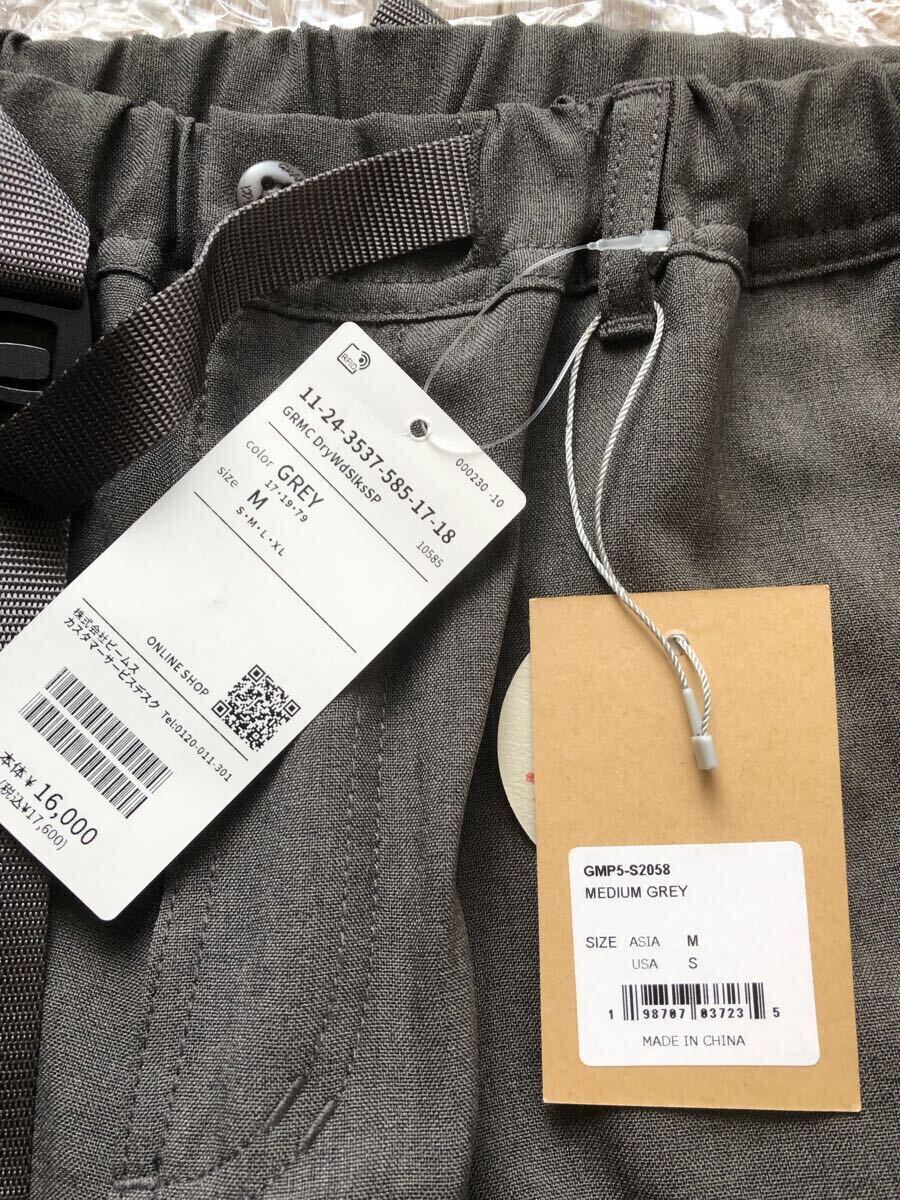 RFID
000230 -10
11-24-3537-585-17-18
GRMC DryWdSlksSP
10585
color GREY
17・19・79
size M
S・M・L・XL
ONLINE SHOP
株式会社ビームス
カスタマーサービスデスク Tel:0120-011-301
本体 ¥16,000
(税込¥17,600)
GMP5-S2058
MEDIUM GREY
SIZE ASIA M
USA S
1 98707 03723 5
MADE IN CHINA